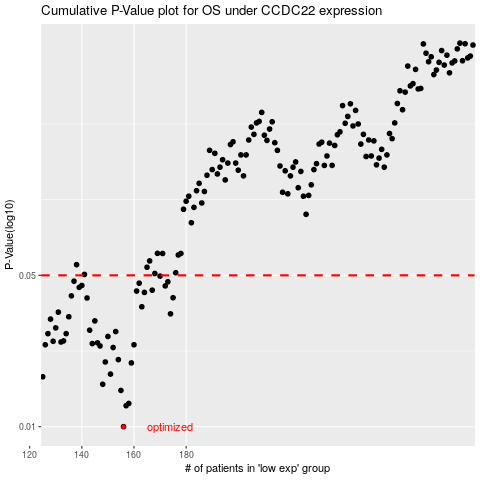 Cumulative P-Value plot for OS under CCDC22 expression
P-Value(log10)
0.05
0.01
optimized
120 140 160 180
# of patients in 'low exp' group